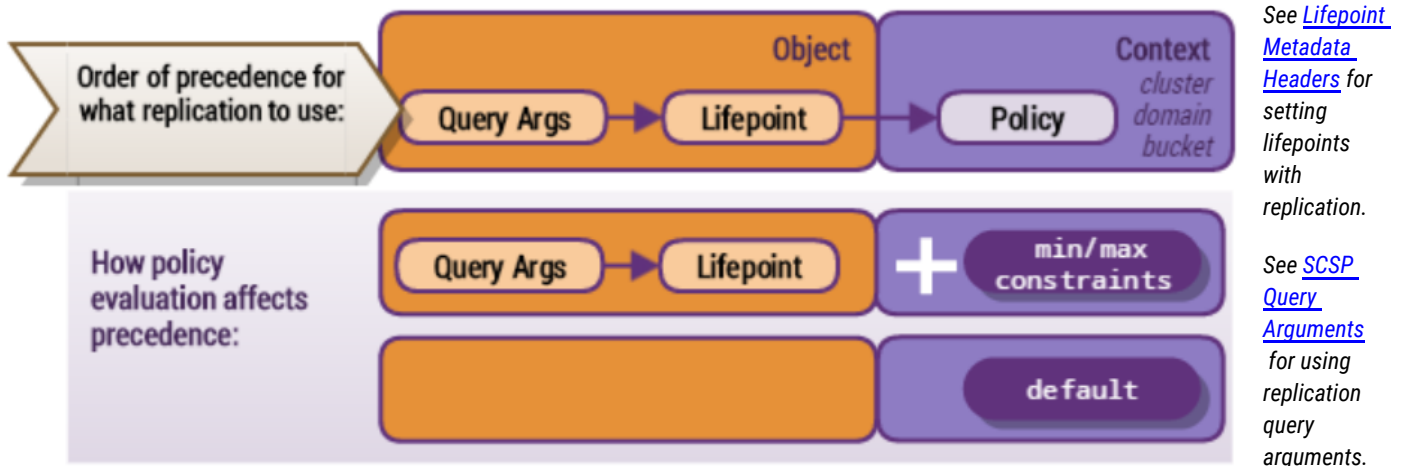 Order of precedence for
what replication to use:
Object
Query Args
Lifepoint
Context
cluster
domain
bucket
Policy
How policy
evaluation affects
precedence:
Query Args
Lifepoint
+
min/max
constraints
default
See Lifepoint
Metadata
Headers for
setting
lifepoints
with
replication.
See SCSP
Query
Arguments
for using
replication
query
arguments.